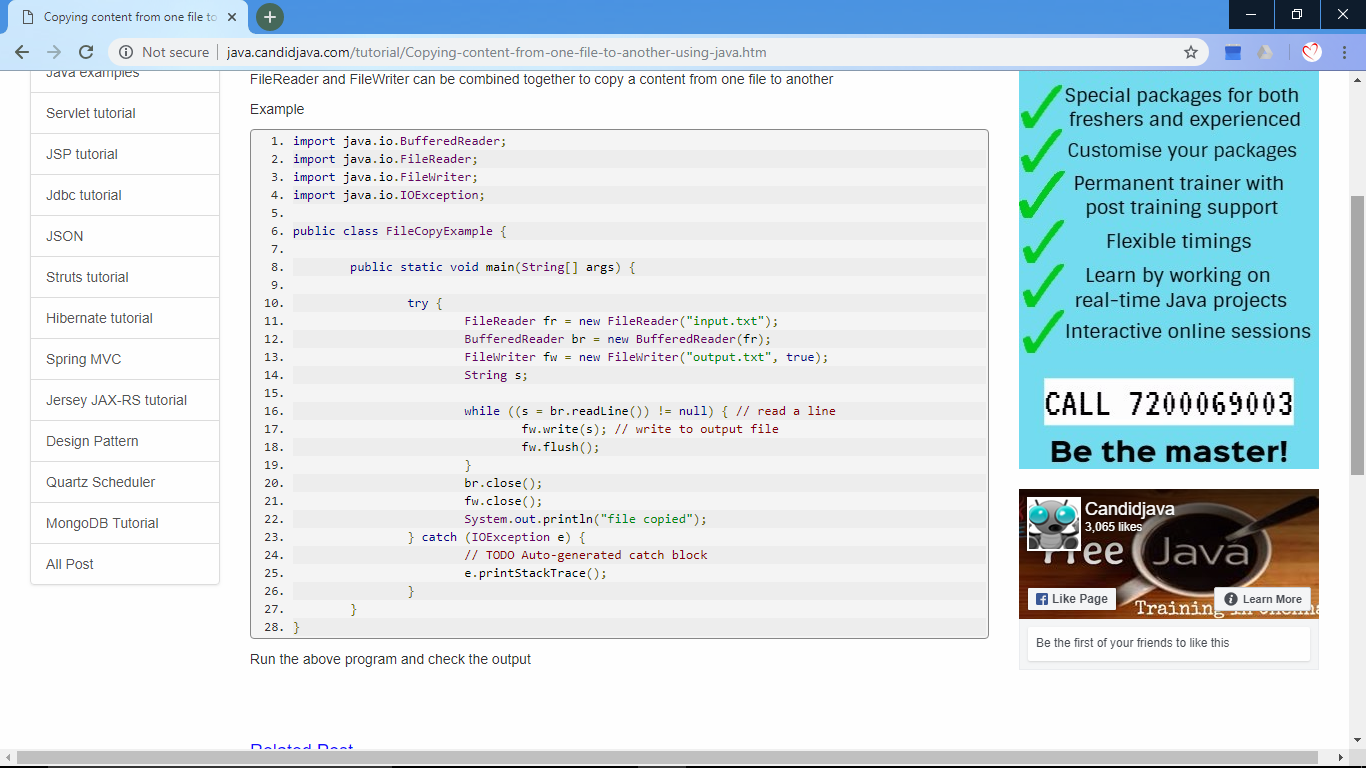 Copying content from one file to
Not secure
java.candidjava.com/tutorial/Copying-content-from-one-file-to-another-using-java.htm
Java examples
Servlet tutorial
JSP tutorial
Jdbc tutorial
JSON
Struts tutorial
Hibernate tutorial
Spring MVC
Jersey JAX-RS tutorial
Design Pattern
Quartz Scheduler
MongoDB Tutorial
All Post
FileReader and FileWriter can be combined together to copy a content from one file to another
Example
1. import java.io.BufferedReader;
2. import java.io.FileReader;
3. import java.io.FileWriter;
4. import java.io.IOException;
5.
6. public class FileCopyExample {
7.
8. public static void main(String[] args) {
9.
10. try {
11. FileReader fr = new FileReader("input.txt");
12. BufferedReader br = new BufferedReader(fr);
13. FileWriter fw = new FileWriter("output.txt", true);
14. String s;
15.
16. while ((s = br.readLine()) != null) { // read a line
17. fw.write(s); // write to output file
18. fw.flush();
19. }
20. br.close();
21. fw.close();
22. System.out.println("file copied");
23. } catch (IOException e) {
24. // TODO Auto-generated catch block
25. e.printStackTrace();
26. }
27. }
28. }
Run the above program and check the output
Related Post
Special packages for both
freshers and experienced
Customise your packages
Permanent trainer with
post training support
Flexible timings
Learn by working on
real-time Java projects
Interactive online sessions
CALL 7200069003
Be the master!
Candidjava
3,065 likes
Free Java
Like Page
Learn More
Training in
Be the first of your friends to like this